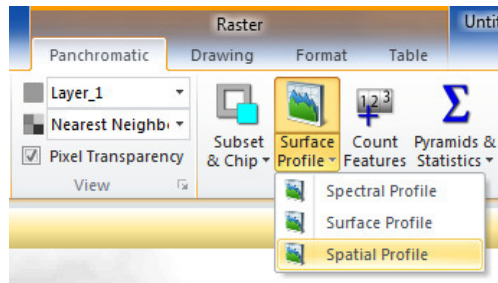 Raster
Untit
Panchromatic Drawing Format Table
Layer_1
Nearest Neighb
Pixel Transparency
View
Subset & Chip
Surface Profile
1 2 3
Count Features
Σ
Pyramids & Statistics
Spectral Profile
Surface Profile
Spatial Profile